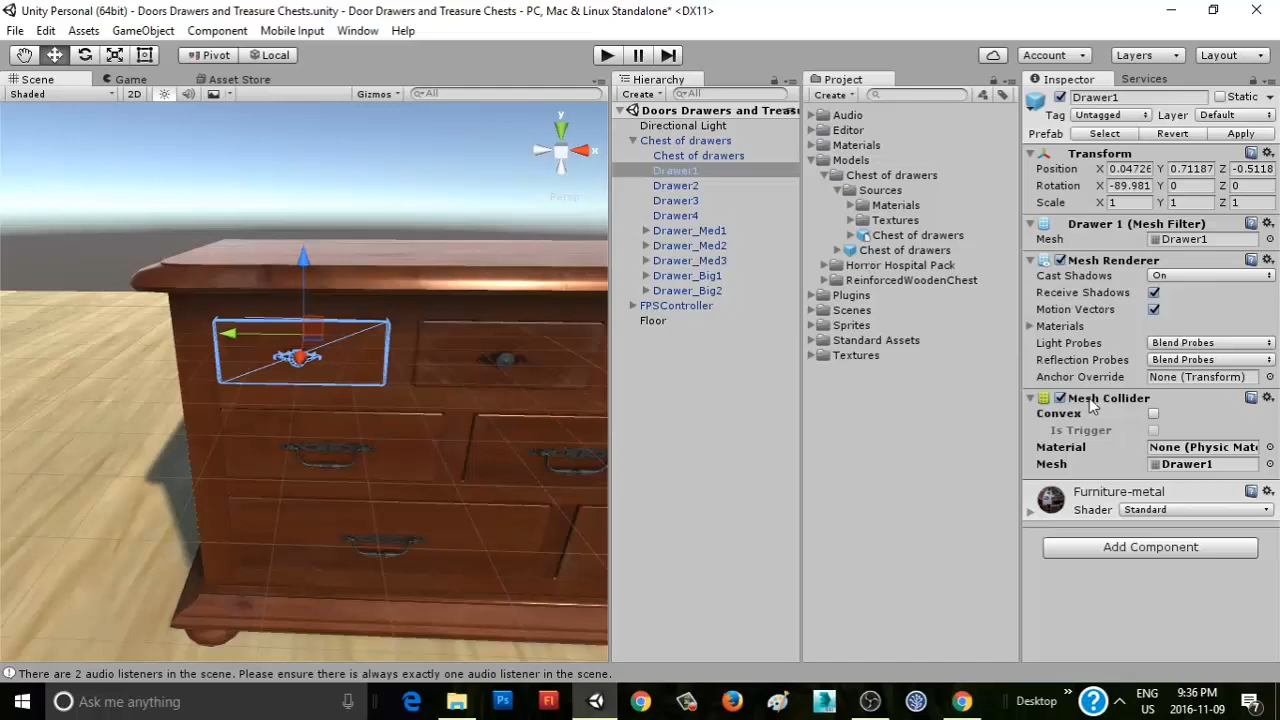 Unity Personal (64bit) - Doors Drawers and Treasure Chests.unity - Door Drawers and Treasure Chests - PC, Mac & Linux Standalone* <DX11>
File Edit Assets GameObject Component Mobile Input Window Help
Pivot Local Account Layers Layout
Scene Game Asset Store
Shaded 2D Gizmos All
y
x
Persp
Hierarchy
Create All
Doors Drawers and Treas
Directional Light
Chest of drawers
Chest of drawers
Drawer1
Drawer2
Drawer3
Drawer4
Drawer_Med1
Drawer_Med2
Drawer_Med3
Drawer_Big1
Drawer_Big2
FPSController
Floor
Project
Create
Audio
Editor
Materials
Models
Chest of drawers
Sources
Materials
Textures
Chest of drawers
Chest of drawers
Horror Hospital Pack
ReinforcedWoodenChest
Plugins
Scenes
Sprites
Standard Assets
Textures
Inspector Services
Drawer1 Static
Tag Untagged Layer Default
Prefab Select Revert Apply
Transform
Position X 0.04726 Y 0.71187 Z -0.5118
Rotation X -89.981 Y 0 Z 0
Scale X 1 Y 1 Z 1
Drawer 1 (Mesh Filter)
Mesh Drawer1
Mesh Renderer
Cast Shadows On
Receive Shadows
Motion Vectors
Materials
Light Probes Blend Probes
Reflection Probes Blend Probes
Anchor Override None (Transform)
Mesh Collider
Convex
Is Trigger
Material None (Physic Mate
Mesh Drawer1
Furniture-metal
Shader Standard
Add Component
There are 2 audio listeners in the scene. Please ensure there is always exactly one audio listener in the scene.
Ask me anything
Desktop
ENG
US
9:36 PM
2016-11-09